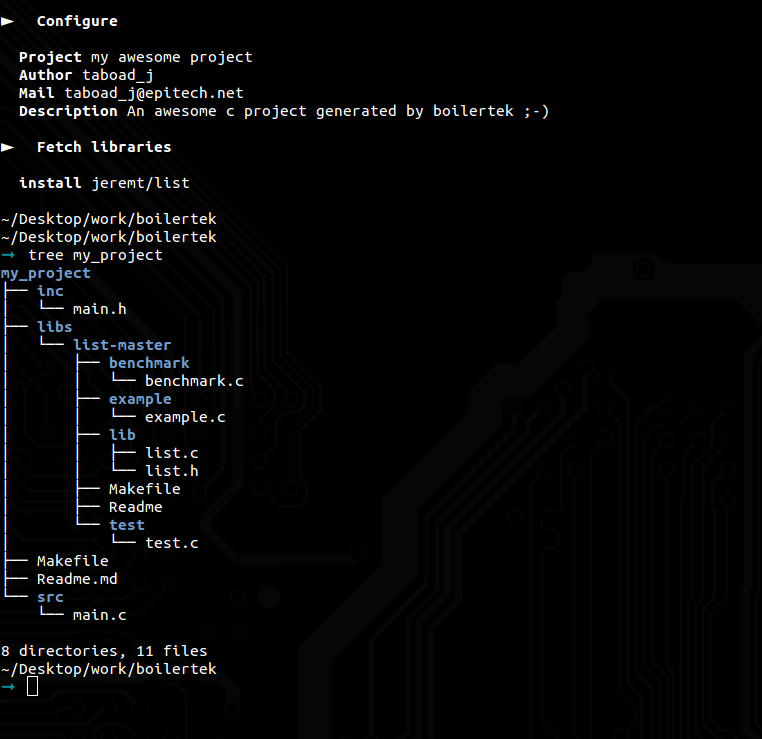 ► Configure
Project my awesome project
Author taboad_j
Mail taboad_j@epitech.net
Description An awesome c project generated by boilertek ;-)
► Fetch libraries
install jeremt/list
~/Desktop/work/boilertek
~/Desktop/work/boilertek
→ tree my_project
my_project
├── inc
│   └── main.h
├── libs
│   └── list-master
│       ├── benchmark
│       │   └── benchmark.c
│       ├── example
│       │   └── example.c
│       ├── lib
│       │   ├── list.c
│       │   └── list.h
│       ├── Makefile
│       ├── Readme
│       └── test
│           └── test.c
├── Makefile
├── Readme.md
└── src
    └── main.c
8 directories, 11 files
~/Desktop/work/boilertek
→